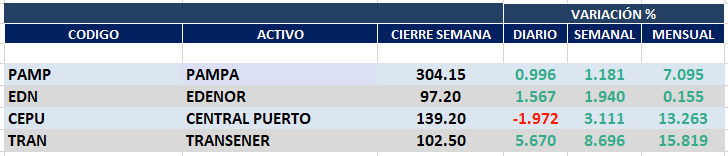 VARIACIÓN %
CODIGO ACTIVO CIERRE SEMANA DIARIO SEMANAL MENSUAL
PAMP PAMPA 304.15 0.996 1.181 7.095
EDN EDENOR 97.20 1.567 1.940 0.155
CEPU CENTRAL PUERTO 139.20 -1.972 3.111 13.263
TRAN TRANSENER 102.50 5.670 8.696 15.819